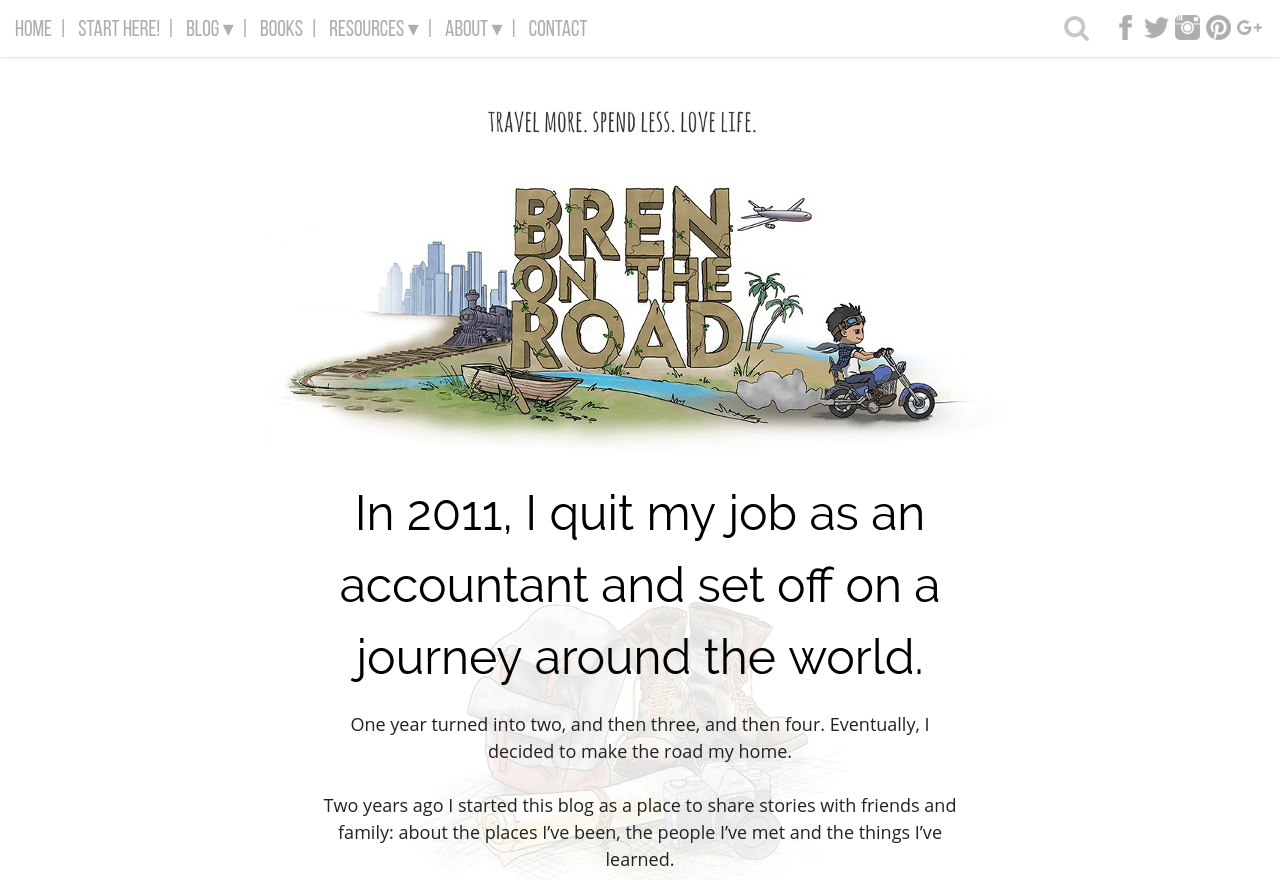 HOME | START HERE! | BLOG ▾ | BOOKS | RESOURCES ▾ | ABOUT ▾ | CONTACT
TRAVEL MORE. SPEND LESS. LOVE LIFE.
BREN
ON THE
ROAD
In 2011, I quit my job as an
accountant and set off on a
journey around the world.
One year turned into two, and then three, and then four. Eventually, I
decided to make the road my home.
Two years ago I started this blog as a place to share stories with friends and
family: about the places I’ve been, the people I’ve met and the things I’ve
learned.